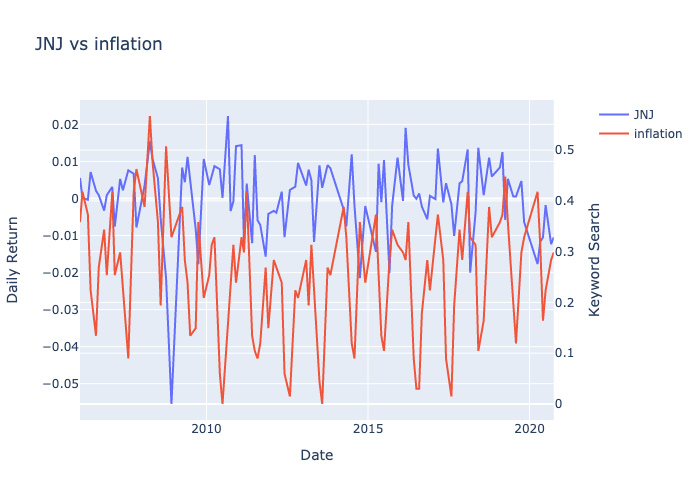 JNJ vs inflation
JNJ
inflation
0.02
0.01
0
−0.01
−0.02
−0.03
−0.04
−0.05
Daily Return
0.5
0.4
0.3
0.2
0.1
0
Keyword Search
2010
2015
2020
Date